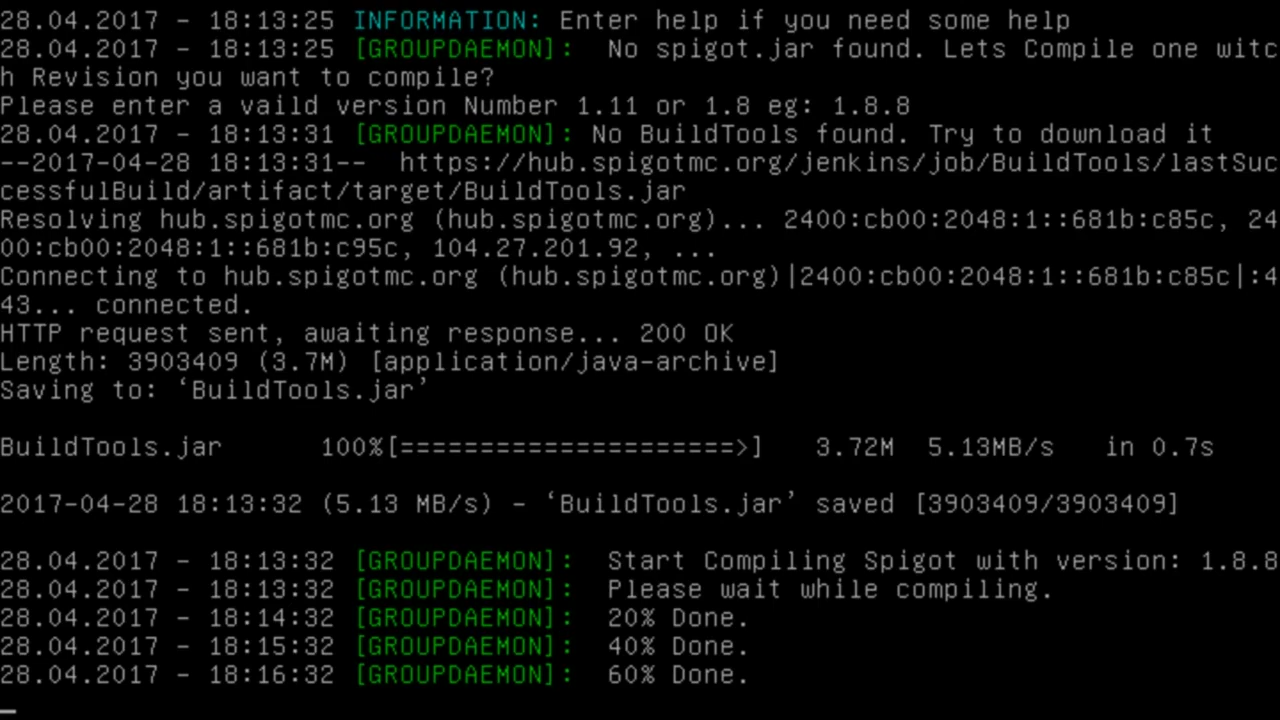 28.04.2017 - 18:13:25 INFORMATION: Enter help if you need some help
28.04.2017 - 18:13:25 [GROUPDAEMON]:  No spigot.jar found. Lets Compile one witc
h Revision you want to compile?
Please enter a vaild version Number 1.11 or 1.8 eg: 1.8.8
28.04.2017 - 18:13:31 [GROUPDAEMON]: No BuildTools found. Try to download it
--2017-04-28 18:13:31--  https://hub.spigotmc.org/jenkins/job/BuildTools/lastSuc
cessfulBuild/artifact/target/BuildTools.jar
Resolving hub.spigotmc.org (hub.spigotmc.org)... 2400:cb00:2048:1::681b:c85c, 24
00:cb00:2048:1::681b:c95c, 104.27.201.92, ...
Connecting to hub.spigotmc.org (hub.spigotmc.org)|2400:cb00:2048:1::681b:c85c|:4
43... connected.
HTTP request sent, awaiting response... 200 OK
Length: 3903409 (3.7M) [application/java-archive]
Saving to: ‘BuildTools.jar’
BuildTools.jar      100%[=====================>]   3.72M  5.13MB/s   in 0.7s
2017-04-28 18:13:32 (5.13 MB/s) - ‘BuildTools.jar’ saved [3903409/3903409]
28.04.2017 - 18:13:32 [GROUPDAEMON]:  Start Compiling Spigot with version: 1.8.8
28.04.2017 - 18:13:32 [GROUPDAEMON]:  Please wait while compiling.
28.04.2017 - 18:14:32 [GROUPDAEMON]:  20% Done.
28.04.2017 - 18:15:32 [GROUPDAEMON]:  40% Done.
28.04.2017 - 18:16:32 [GROUPDAEMON]:  60% Done.